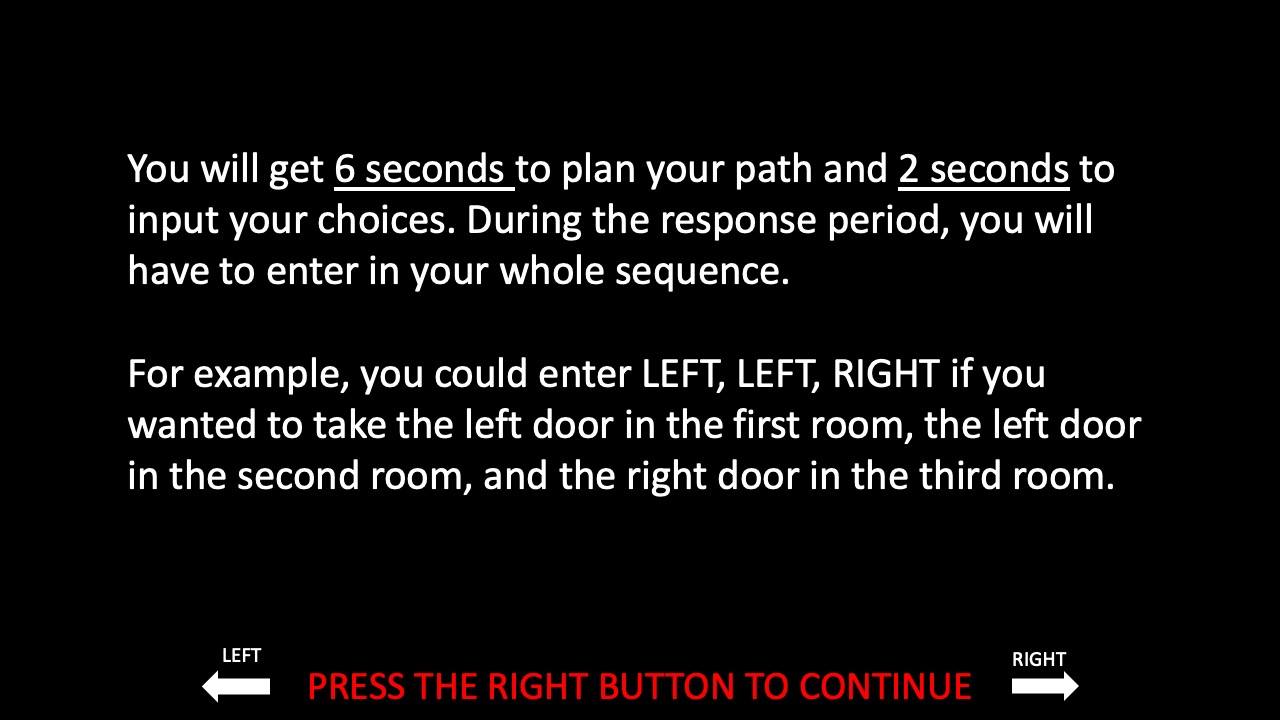 You will get 6 seconds to plan your path and 2 seconds to
input your choices. During the response period, you will
have to enter in your whole sequence.
For example, you could enter LEFT, LEFT, RIGHT if you
wanted to take the left door in the first room, the left door
in the second room, and the right door in the third room.
LEFT
RIGHT
PRESS THE RIGHT BUTTON TO CONTINUE